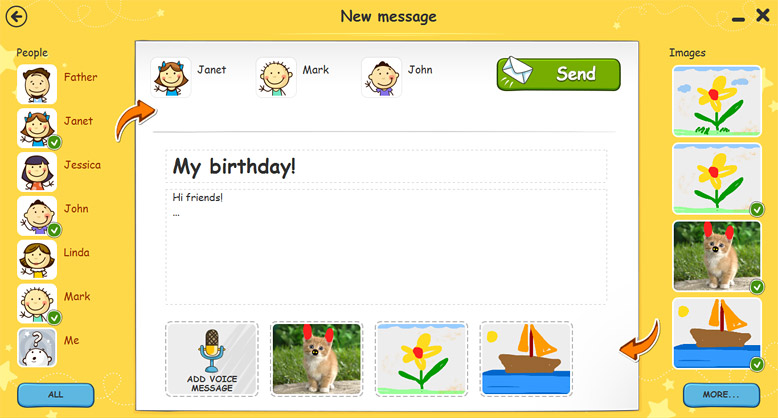 New message
People
Father
Janet
Jessica
John
Linda
Mark
Me
ALL
Janet
Mark
John
Send
My birthday!
Hi friends!
...
ADD VOICE
MESSAGE
Images
MORE...